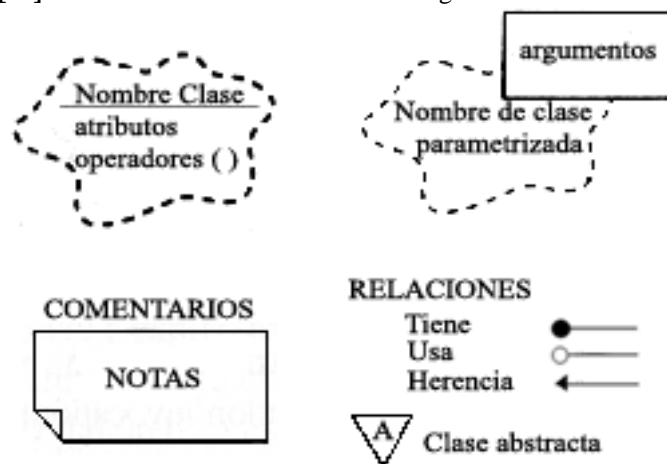 Nombre Clase
atributos
operadores ( )
argumentos
Nombre de clase
parametrizada
COMENTARIOS
NOTAS
RELACIONES
Tiene
Usa
Herencia
A
Clase abstracta